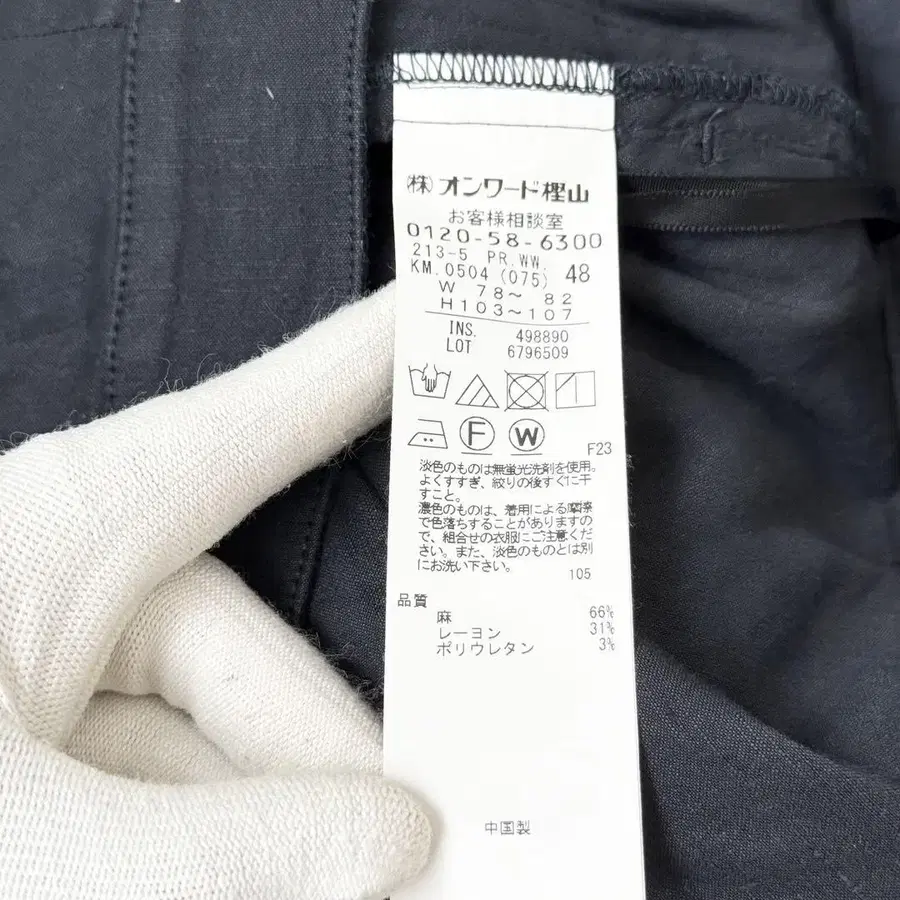 (株)オンワード樫山
お客様相談室
0120-58-6300
213-5 PR.WW.
KM.0504 (075) 48
W 78～ 82
H103～107
INS. 498890
LOT 6796509
F W
F23
淡色のものは無蛍光洗剤を使用。
よくすすぎ、絞りの後すぐに干
すこと。
濃色のものは、着用による摩擦
で色落ちすることがありますの
で、組合せの衣服にご注意くだ
さい。また、淡色のものとは別
にお洗い下さい。
105
品質
麻 66%
レーヨン 31%
ポリウレタン 3%
中国製